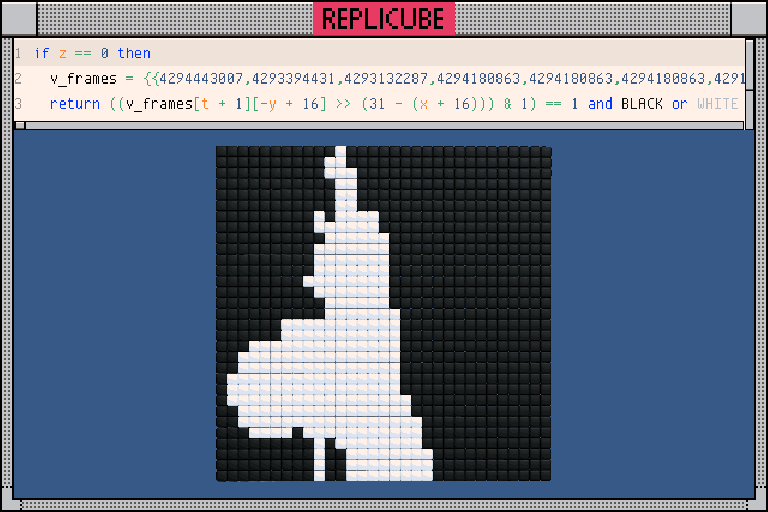 REPLICUBE
1 if z == 0 then
2 v_frames = {{4294443007,4293394431,4293132287,4294180863,4294180863,4294180863,4291
3 return ((v_frames[t + 1][-y + 16] >> (31 - (x + 16))) & 1) == 1 and BLACK or WHITE